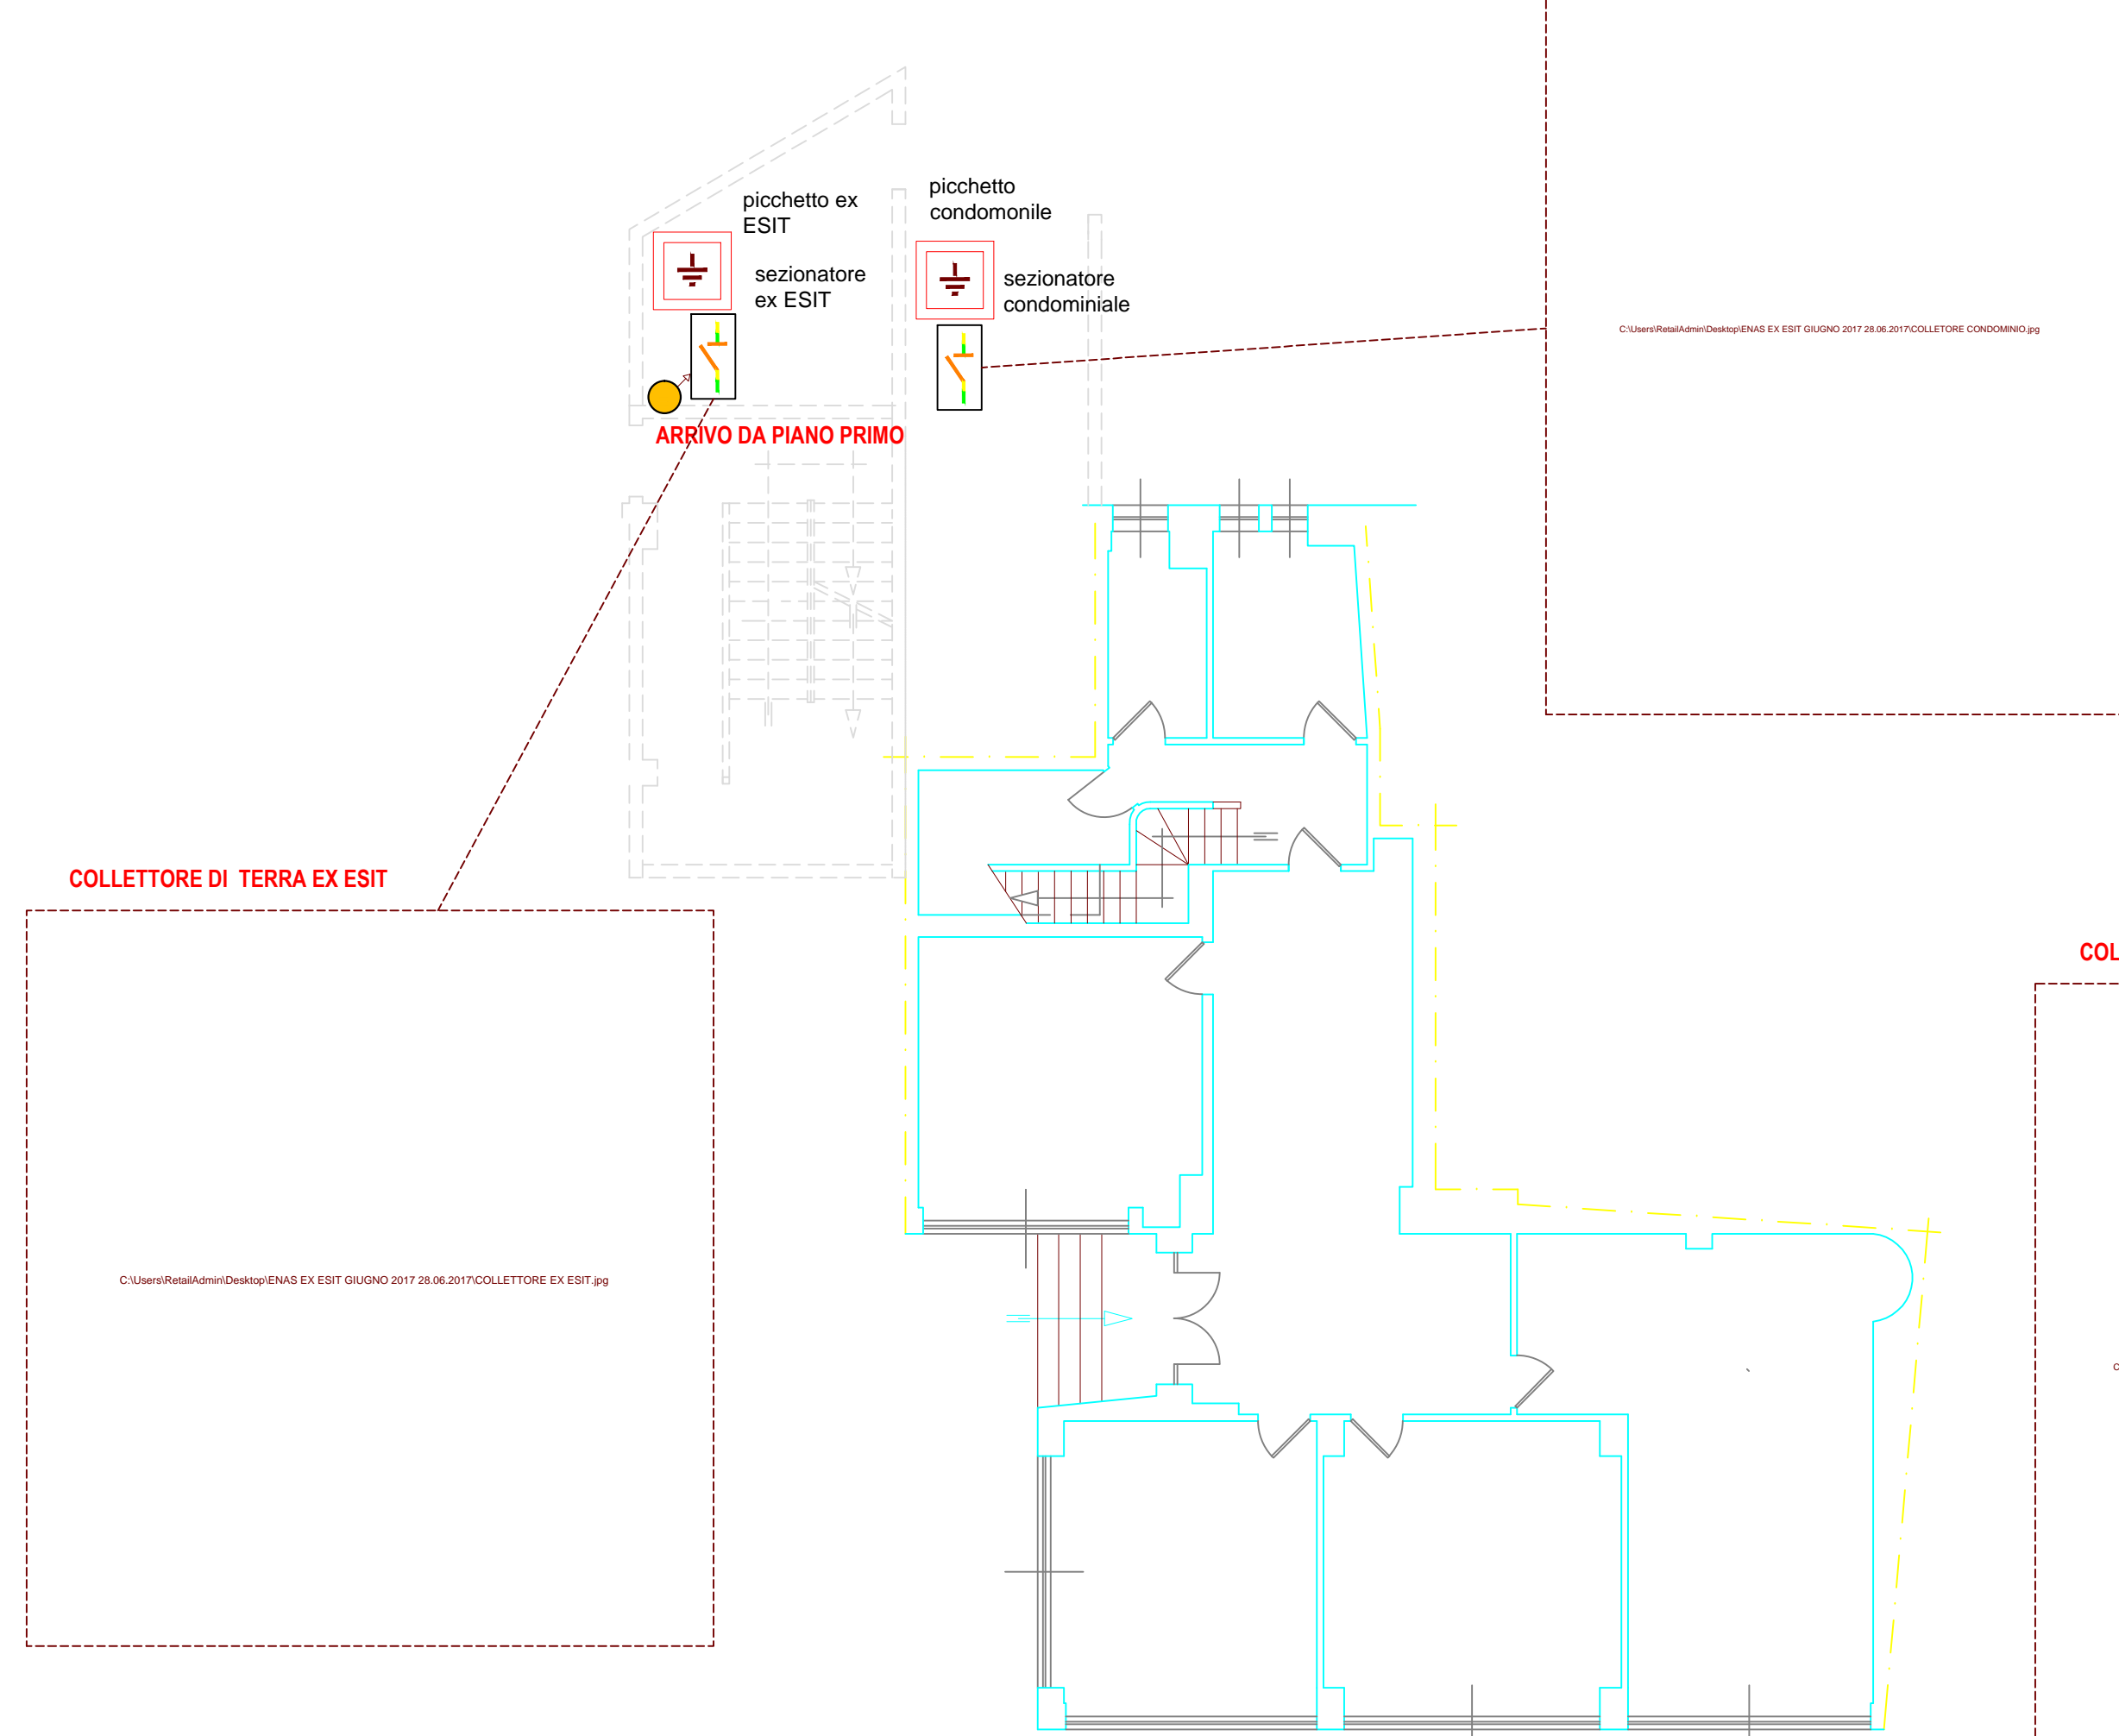 picchetto ex
ESIT
picchetto
condomonile
sezionatore
ex ESIT
sezionatore
condominiale
C:\Users\RetailAdmin\Desktop\ENAS EX ESIT GIUGNO 2017 28.06.2017\COLLETORE CONDOMINIO.jpg
ARRIVO DA PIANO PRIMO
COLLETTORE DI  TERRA EX ESIT
COL
C:\Users\RetailAdmin\Desktop\ENAS EX ESIT GIUGNO 2017 28.06.2017\COLLETTORE EX ESIT.jpg
C